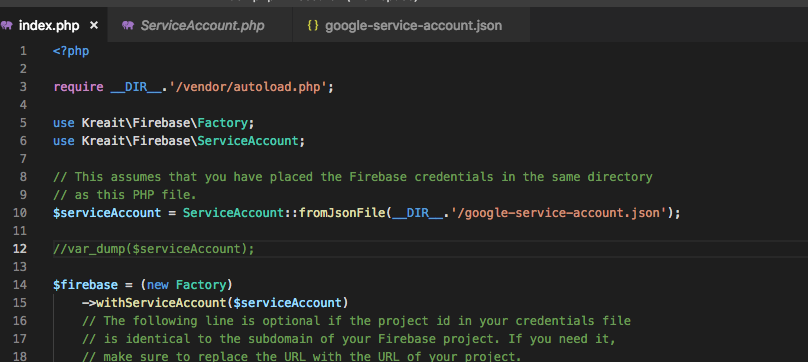 index.php × ServiceAccount.php {} google-service-account.json
1 <?php
2
3 require __DIR__.'/vendor/autoload.php';
4
5 use Kreait\Firebase\Factory;
6 use Kreait\Firebase\ServiceAccount;
7
8 // This assumes that you have placed the Firebase credentials in the same directory
9 // as this PHP file.
10 $serviceAccount = ServiceAccount::fromJsonFile(__DIR__.'/google-service-account.json');
11
12 //var_dump($serviceAccount);
13
14 $firebase = (new Factory)
15 ->withServiceAccount($serviceAccount)
16 // The following line is optional if the project id in your credentials file
17 // is identical to the subdomain of your Firebase project. If you need it,
18 // make sure to replace the URL with the URL of your project.